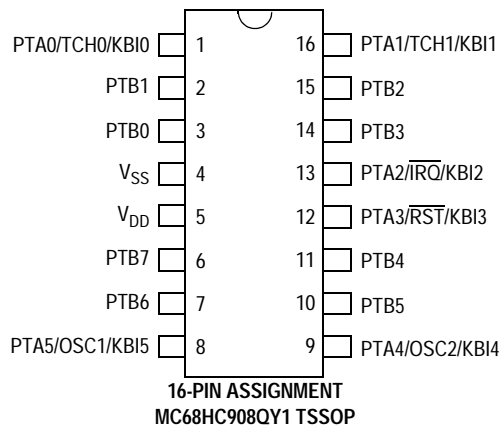 PTA0/TCH0/KBI0 1 16 PTA1/TCH1/KBI1
PTB1 2 15 PTB2
PTB0 3 14 PTB3
VSS 4 13 PTA2/IRQ/KBI2
VDD 5 12 PTA3/RST/KBI3
PTB7 6 11 PTB4
PTB6 7 10 PTB5
PTA5/OSC1/KBI5 8 9 PTA4/OSC2/KBI4
16-PIN ASSIGNMENT
MC68HC908QY1 TSSOP